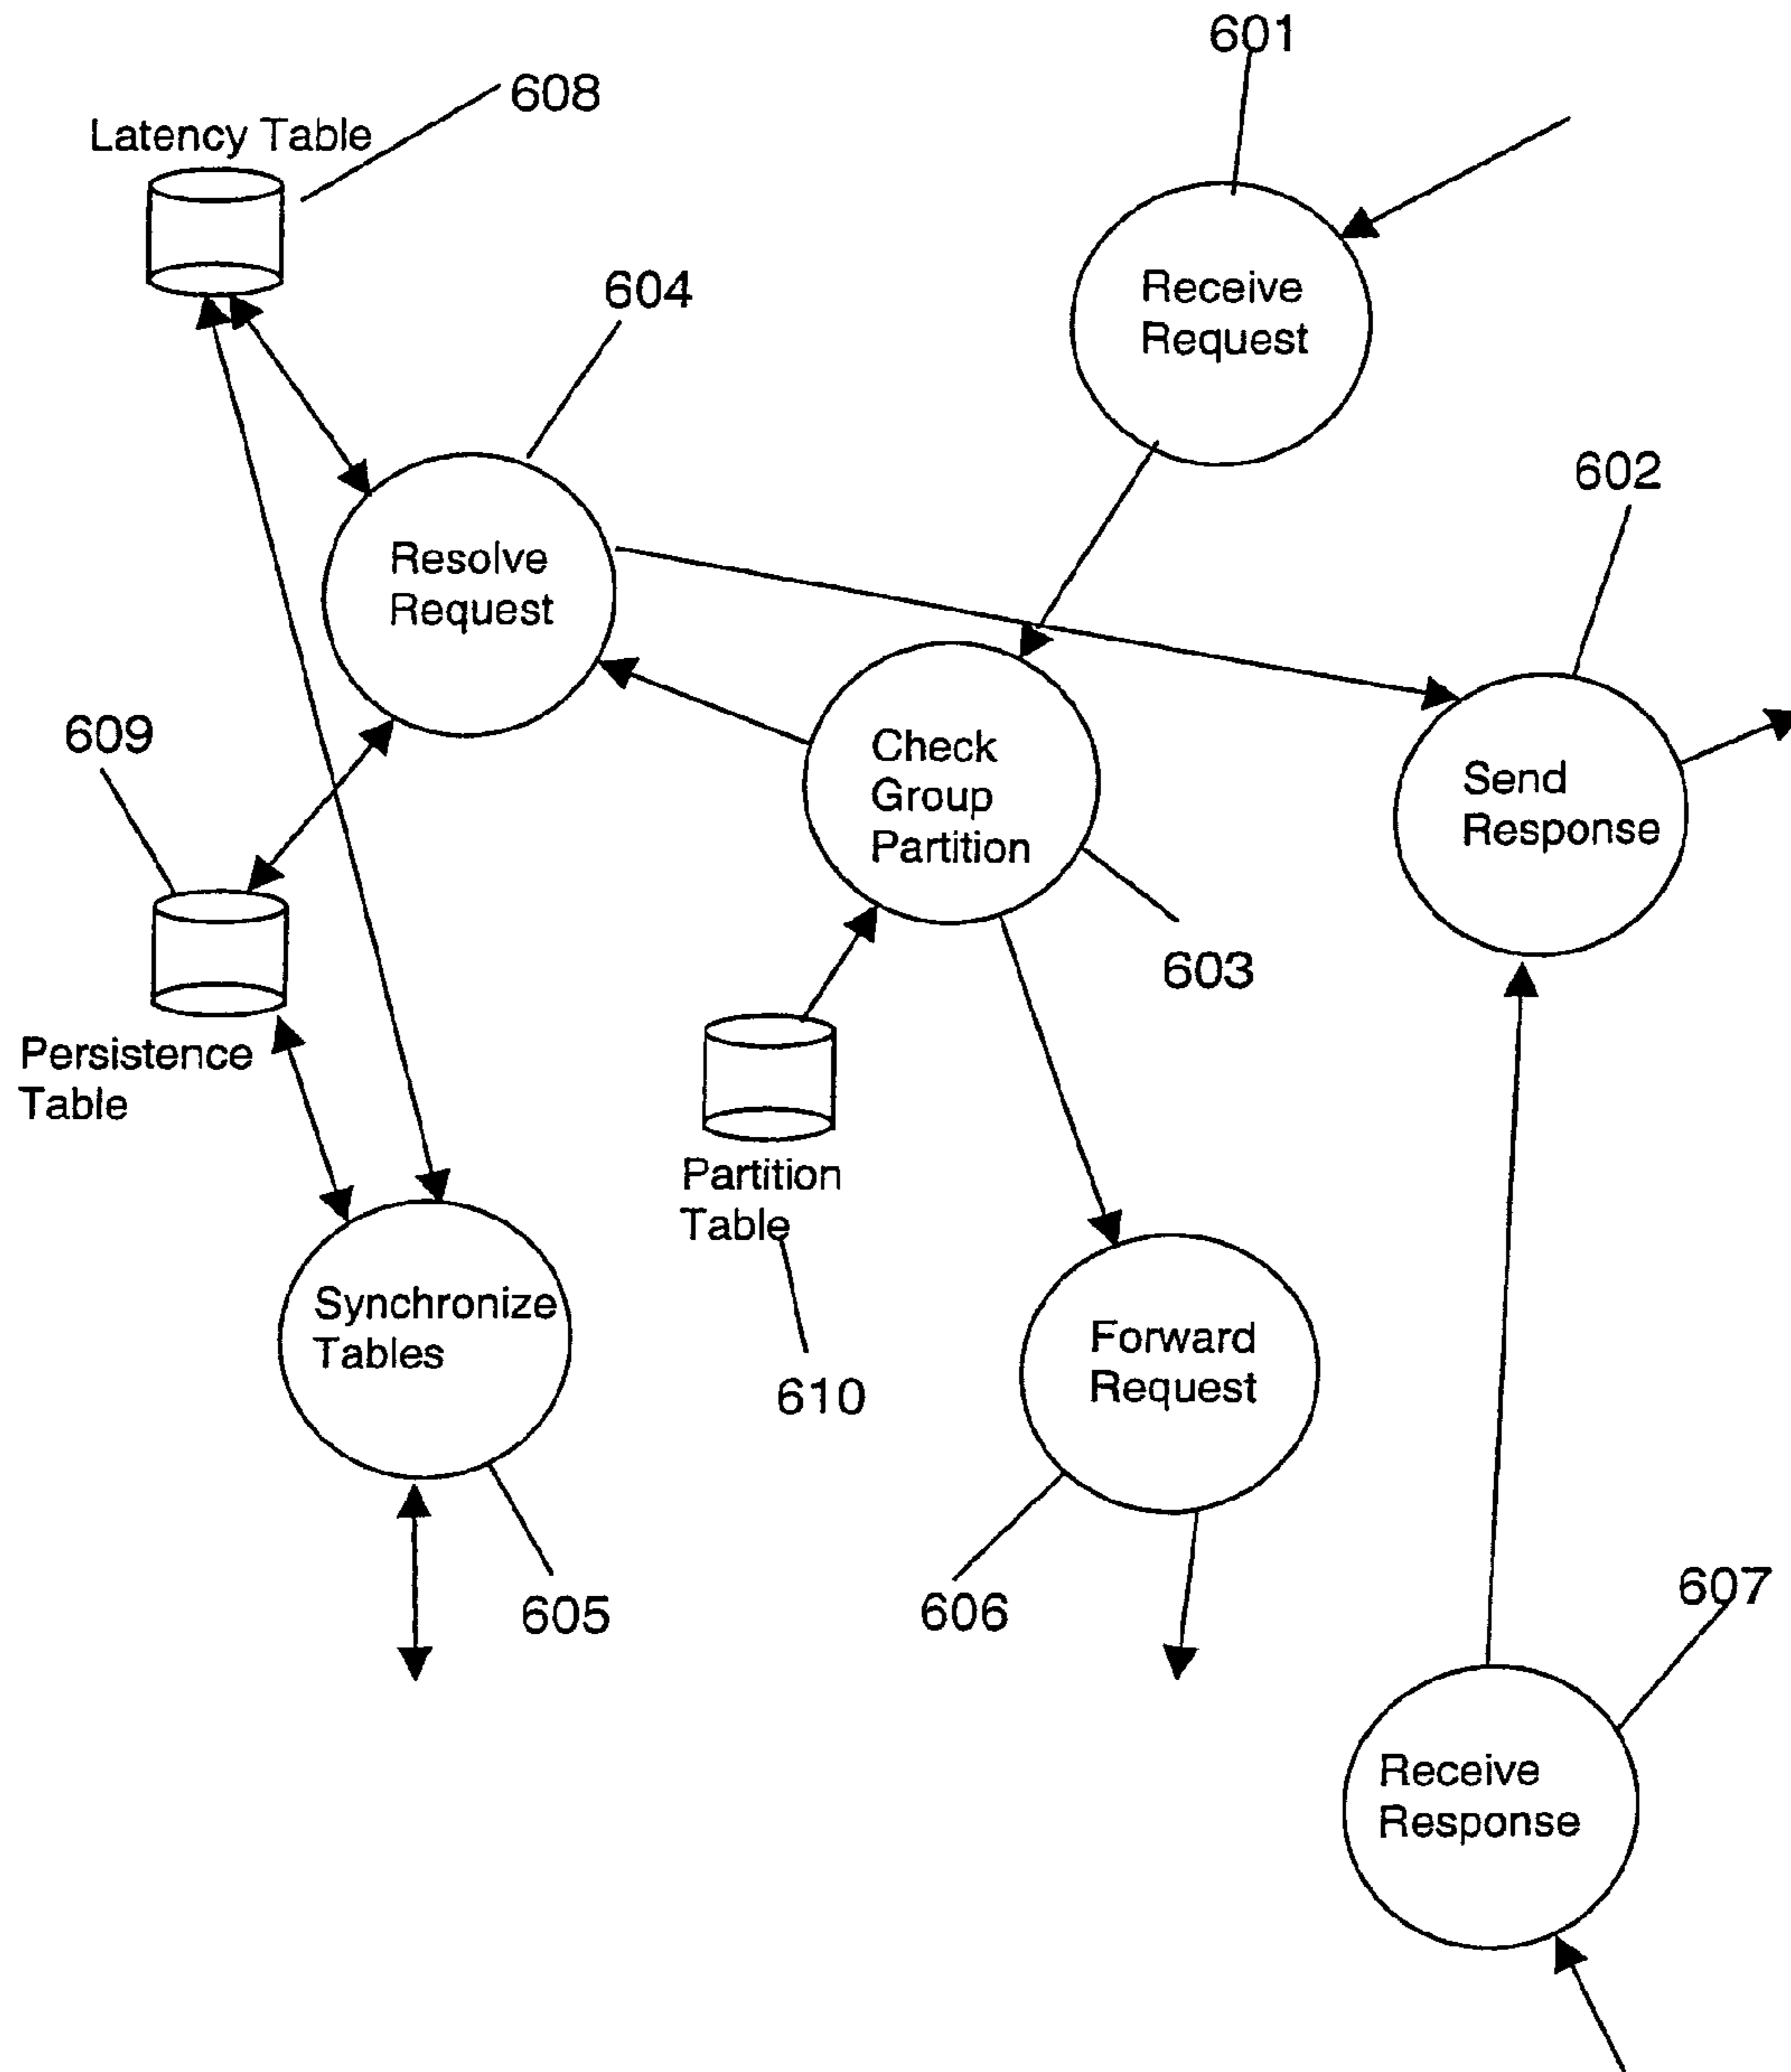 601
608
Latency Table
604
Receive
Request
602
Resolve
Request
609
Check
Group
Partition
Send
Response
603
Persistence
Table
Partition
Table
Synchronize
Tables
Forward
Request
610
605
606
607
Receive
Response